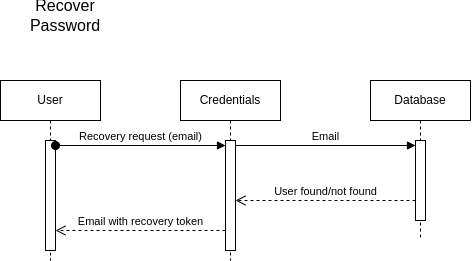 Recover
Password
User
Credentials
Database
Recovery request (email)
Email
User found/not found
Email with recovery token